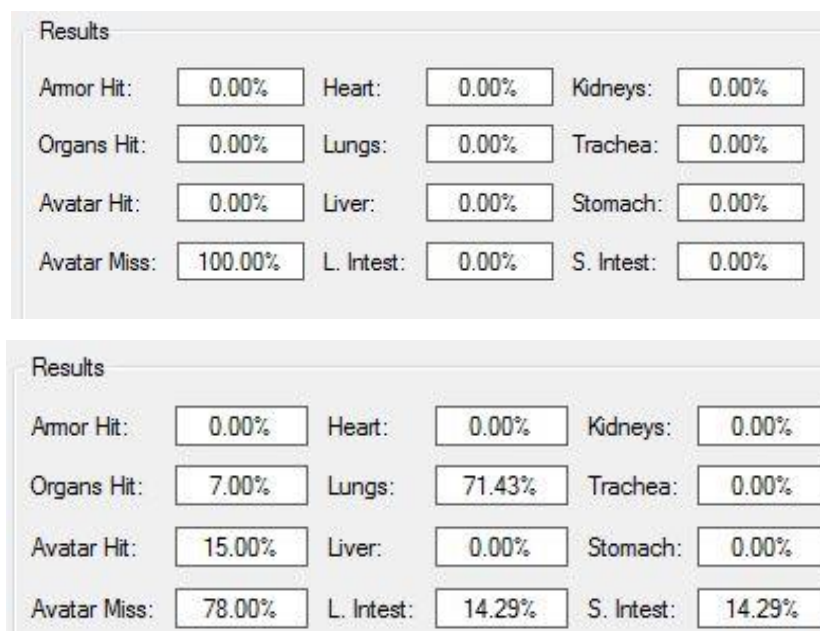 Results
Armor Hit: 0.00% Heart: 0.00% Kidneys: 0.00%
Organs Hit: 0.00% Lungs: 0.00% Trachea: 0.00%
Avatar Hit: 0.00% Liver: 0.00% Stomach: 0.00%
Avatar Miss: 100.00% L. Intest: 0.00% S. Intest: 0.00%
Results
Armor Hit: 0.00% Heart: 0.00% Kidneys: 0.00%
Organs Hit: 7.00% Lungs: 71.43% Trachea: 0.00%
Avatar Hit: 15.00% Liver: 0.00% Stomach: 0.00%
Avatar Miss: 78.00% L. Intest: 14.29% S. Intest: 14.29%